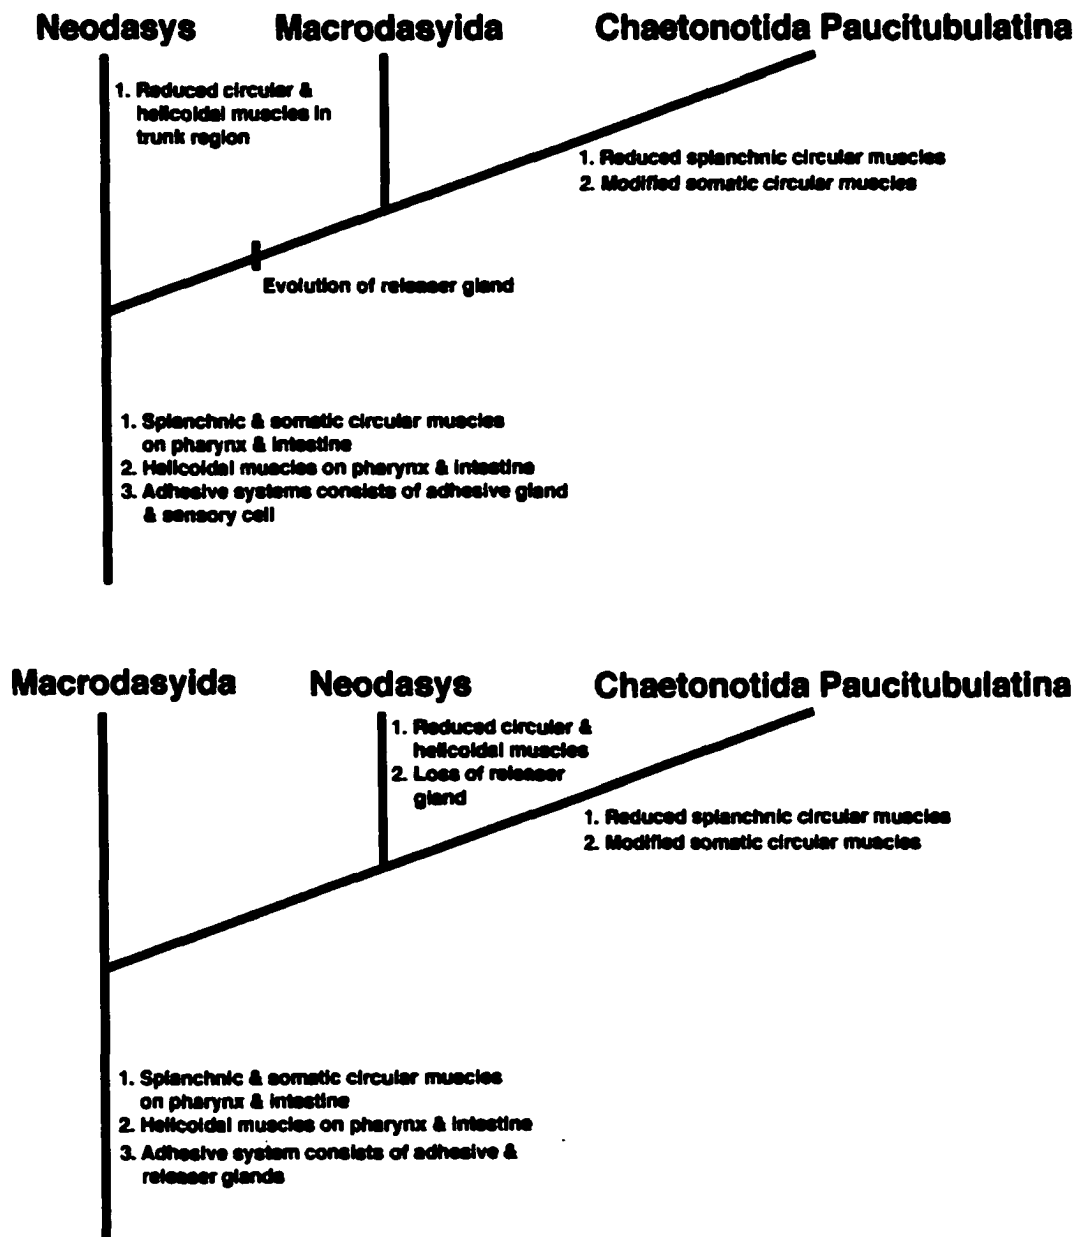 Neodasys Macrodasyida Chaetonotida Paucitubulatina
1. Reduced circular &
helicoidal muscles in
trunk region
1. Reduced splanchnic circular muscles
2. Modified somatic circular muscles
Evolution of releaser gland
1. Splanchnic & somatic circular muscles
on pharynx & intestine
2. Helicoidal muscles on pharynx & intestine
3. Adhesive systems consists of adhesive gland
& sensory cell
Macrodasyida Neodasys Chaetonotida Paucitubulatina
1. Reduced circular &
helicoidal muscles
2. Loss of releaser
gland
1. Reduced splanchnic circular muscles
2. Modified somatic circular muscles
1. Splanchnic & somatic circular muscles
on pharynx & intestine
2. Helicoidal muscles on pharynx & intestine
3. Adhesive system consists of adhesive &
releaser glands